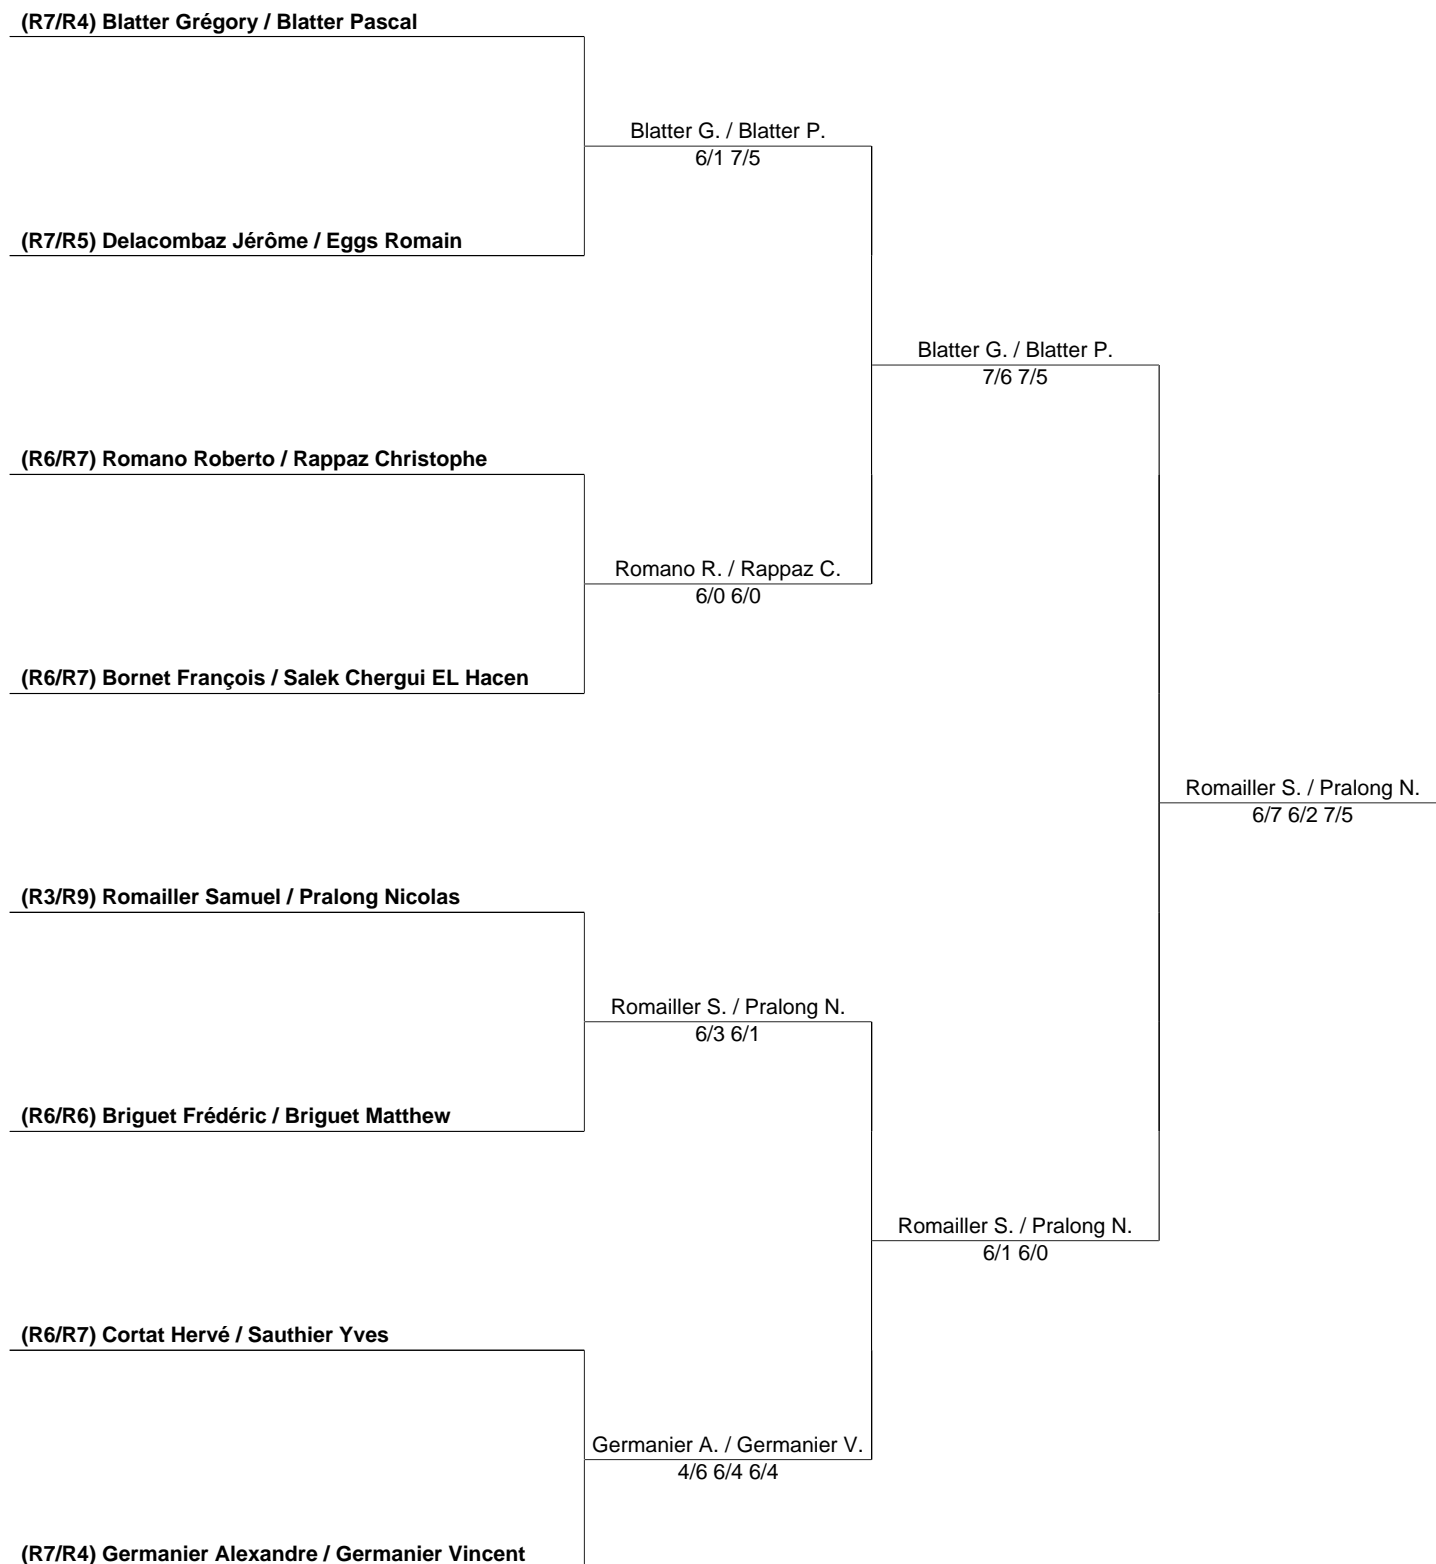 (R7/R4) Blatter Grégory / Blatter Pascal
Blatter G. / Blatter P.
6/1 7/5
(R7/R5) Delacombaz Jérôme / Eggs Romain
Blatter G. / Blatter P.
7/6 7/5
(R6/R7) Romano Roberto / Rappaz Christophe
Romano R. / Rappaz C.
6/0 6/0
(R6/R7) Bornet François / Salek Chergui EL Hacen
Romailler S. / Pralong N.
6/7 6/2 7/5
(R3/R9) Romailler Samuel / Pralong Nicolas
Romailler S. / Pralong N.
6/3 6/1
(R6/R6) Briguet Frédéric / Briguet Matthew
Romailler S. / Pralong N.
6/1 6/0
(R6/R7) Cortat Hervé / Sauthier Yves
Germanier A. / Germanier V.
4/6 6/4 6/4
(R7/R4) Germanier Alexandre / Germanier Vincent